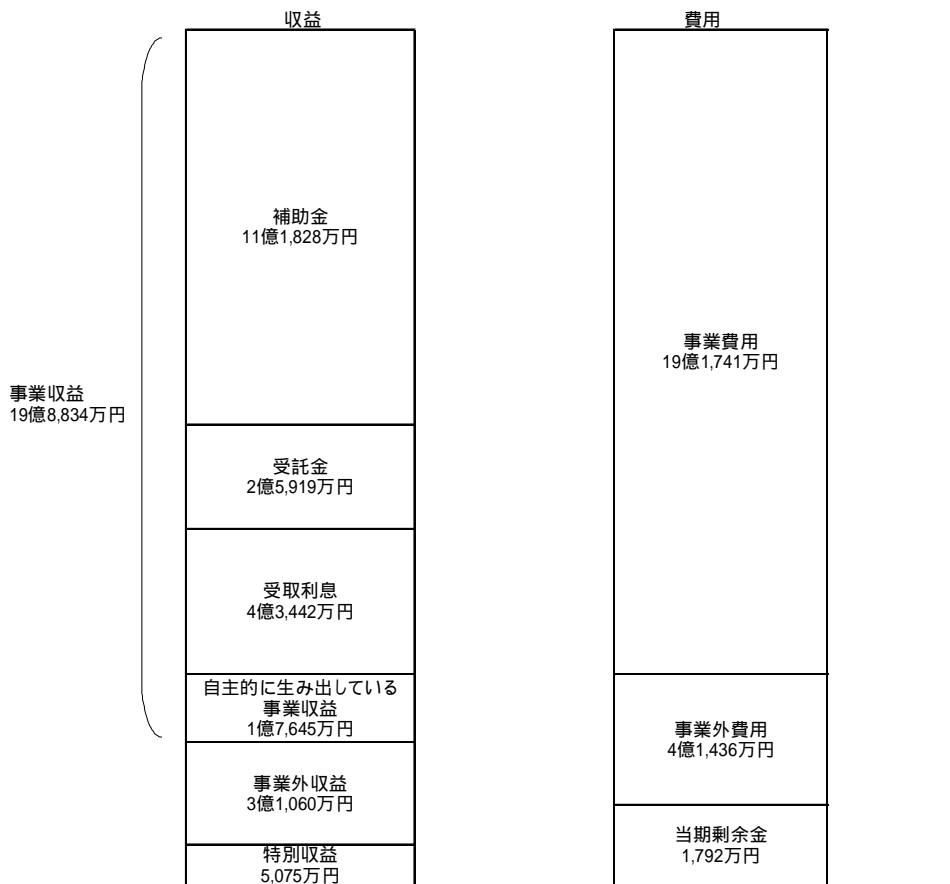 収益
費用
補助金
11億1,828万円
事業費用
19億1,741万円
事業収益
19億8,834万円
受託金
2億5,919万円
受取利息
4億3,442万円
自主的に生み出している
事業収益
1億7,645万円
事業外費用
4億1,436万円
事業外収益
3億1,060万円
当期剰余金
1,792万円
特別収益
5,075万円